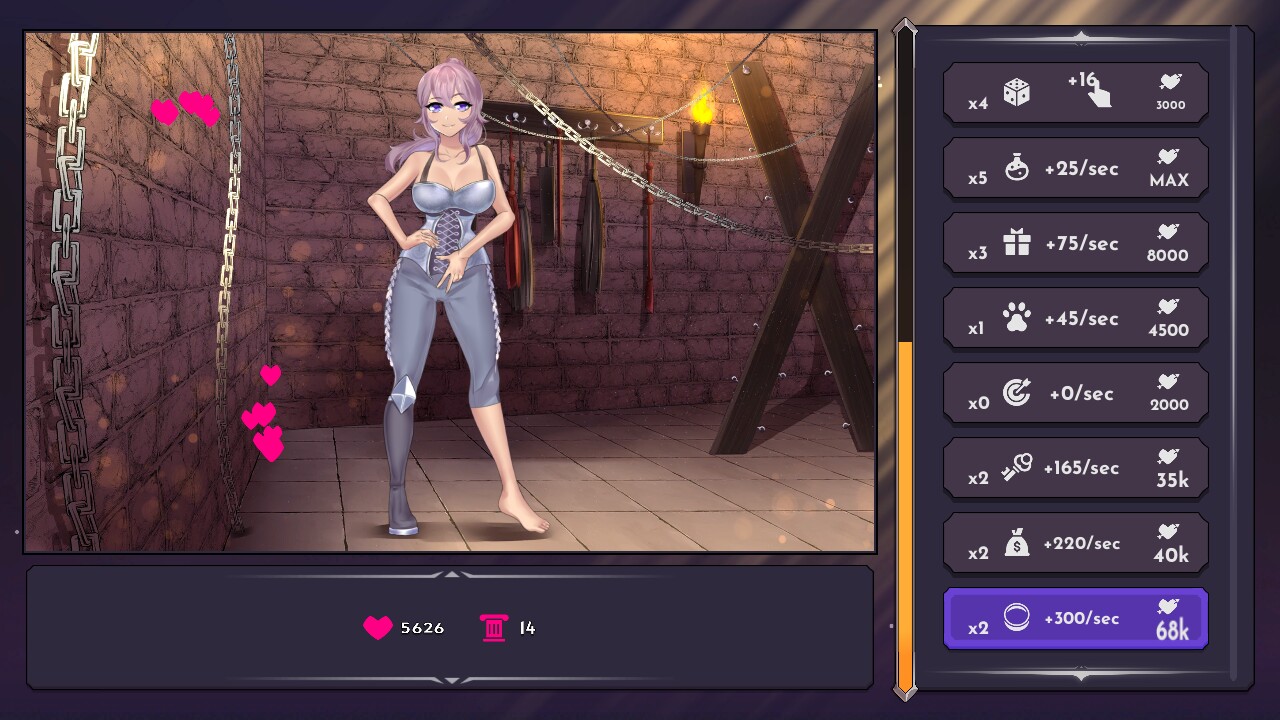 x4 +16 3000
x5 +25/sec MAX
x3 +75/sec 8000
x1 +45/sec 4500
x0 +0/sec 2000
x2 +165/sec 35k
x2 $ +220/sec 40k
x2 +300/sec 68k
5626 14